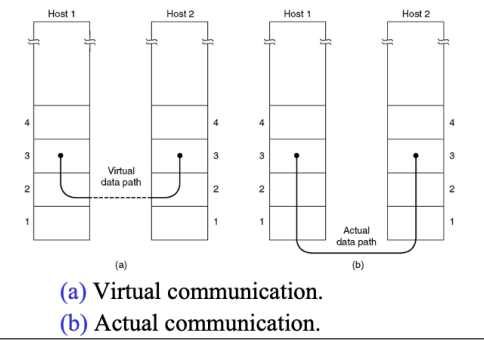 Host 1
Host 2
Host 1
Host 2
4
4
4
4
3
3
3
3
Virtual
data path
2
2
2
2
1
1
1
1
Actual
data path
(a)
(b)
(a) Virtual communication.
(b) Actual communication.